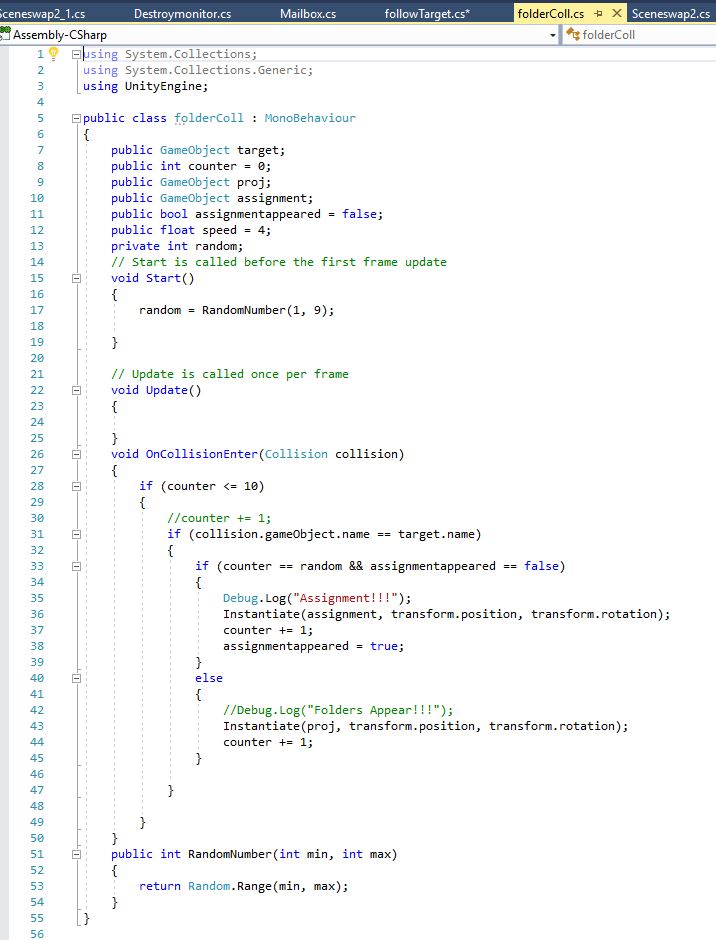 Sceneswap2_1.cs Destroymonitor.cs Mailbox.cs followTarget.cs* folderColl.cs Sceneswap2.cs
Assembly-CSharp folderColl
1 using System.Collections;
2 using System.Collections.Generic;
3 using UnityEngine;
4
5 public class folderColl : MonoBehaviour
6 {
7 public GameObject target;
8 public int counter = 0;
9 public GameObject proj;
10 public GameObject assignment;
11 public bool assignmentappeared = false;
12 public float speed = 4;
13 private int random;
14 // Start is called before the first frame update
15 void Start()
16 {
17 random = RandomNumber(1, 9);
18
19 }
20
21 // Update is called once per frame
22 void Update()
23 {
24
25 }
26 void OnCollisionEnter(Collision collision)
27 {
28 if (counter <= 10)
29 {
30 //counter += 1;
31 if (collision.gameObject.name == target.name)
32 {
33 if (counter == random && assignmentappeared == false)
34 {
35 Debug.Log("Assignment!!!");
36 Instantiate(assignment, transform.position, transform.rotation);
37 counter += 1;
38 assignmentappeared = true;
39 }
40 else
41 {
42 //Debug.Log("Folders Appear!!!");
43 Instantiate(proj, transform.position, transform.rotation);
44 counter += 1;
45 }
46
47 }
48
49 }
50 }
51 public int RandomNumber(int min, int max)
52 {
53 return Random.Range(min, max);
54 }
55 }
56